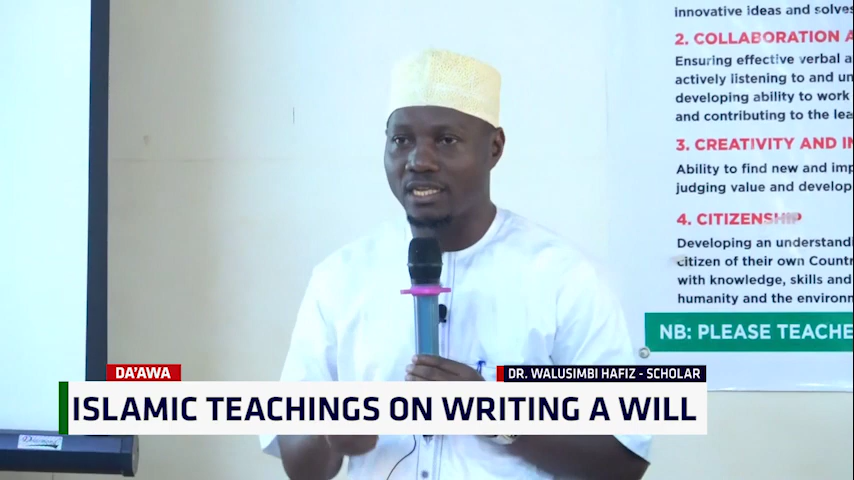 innovative ideas and solves
2. COLLABORATION A
Ensuring effective verbal a
actively listening to and un
developing ability to work
and contributing to the lea
3. CREATIVITY AND IN
Ability to find new and imp
judging value and develop
4. CITIZENSHIP
Developing an understandi
citizen of their own Countr
with knowledge, skills and
humanity and the environm
NB: PLEASE TEACHE
DA'AWA
DR. WALUSIMBI HAFIZ - SCHOLAR
ISLAMIC TEACHINGS ON WRITING A WILL